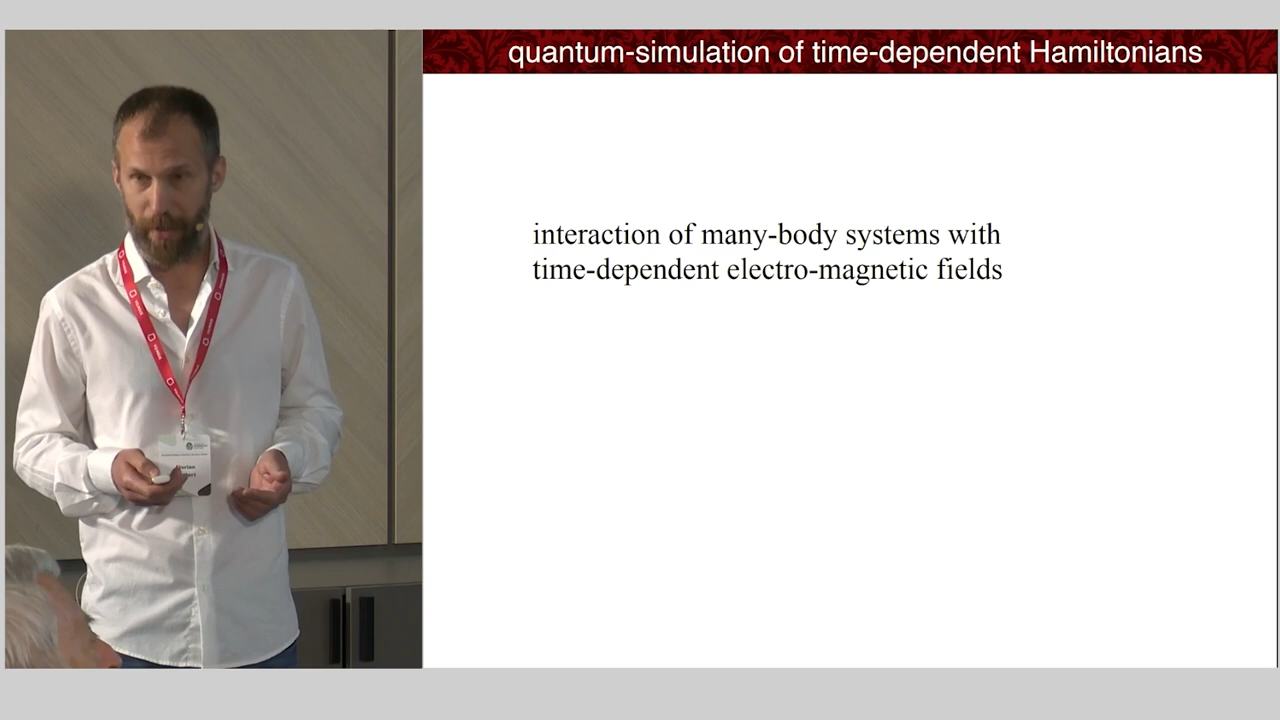 quantum-simulation of time-dependent Hamiltonians
interaction of many-body systems with
time-dependent electro-magnetic fields